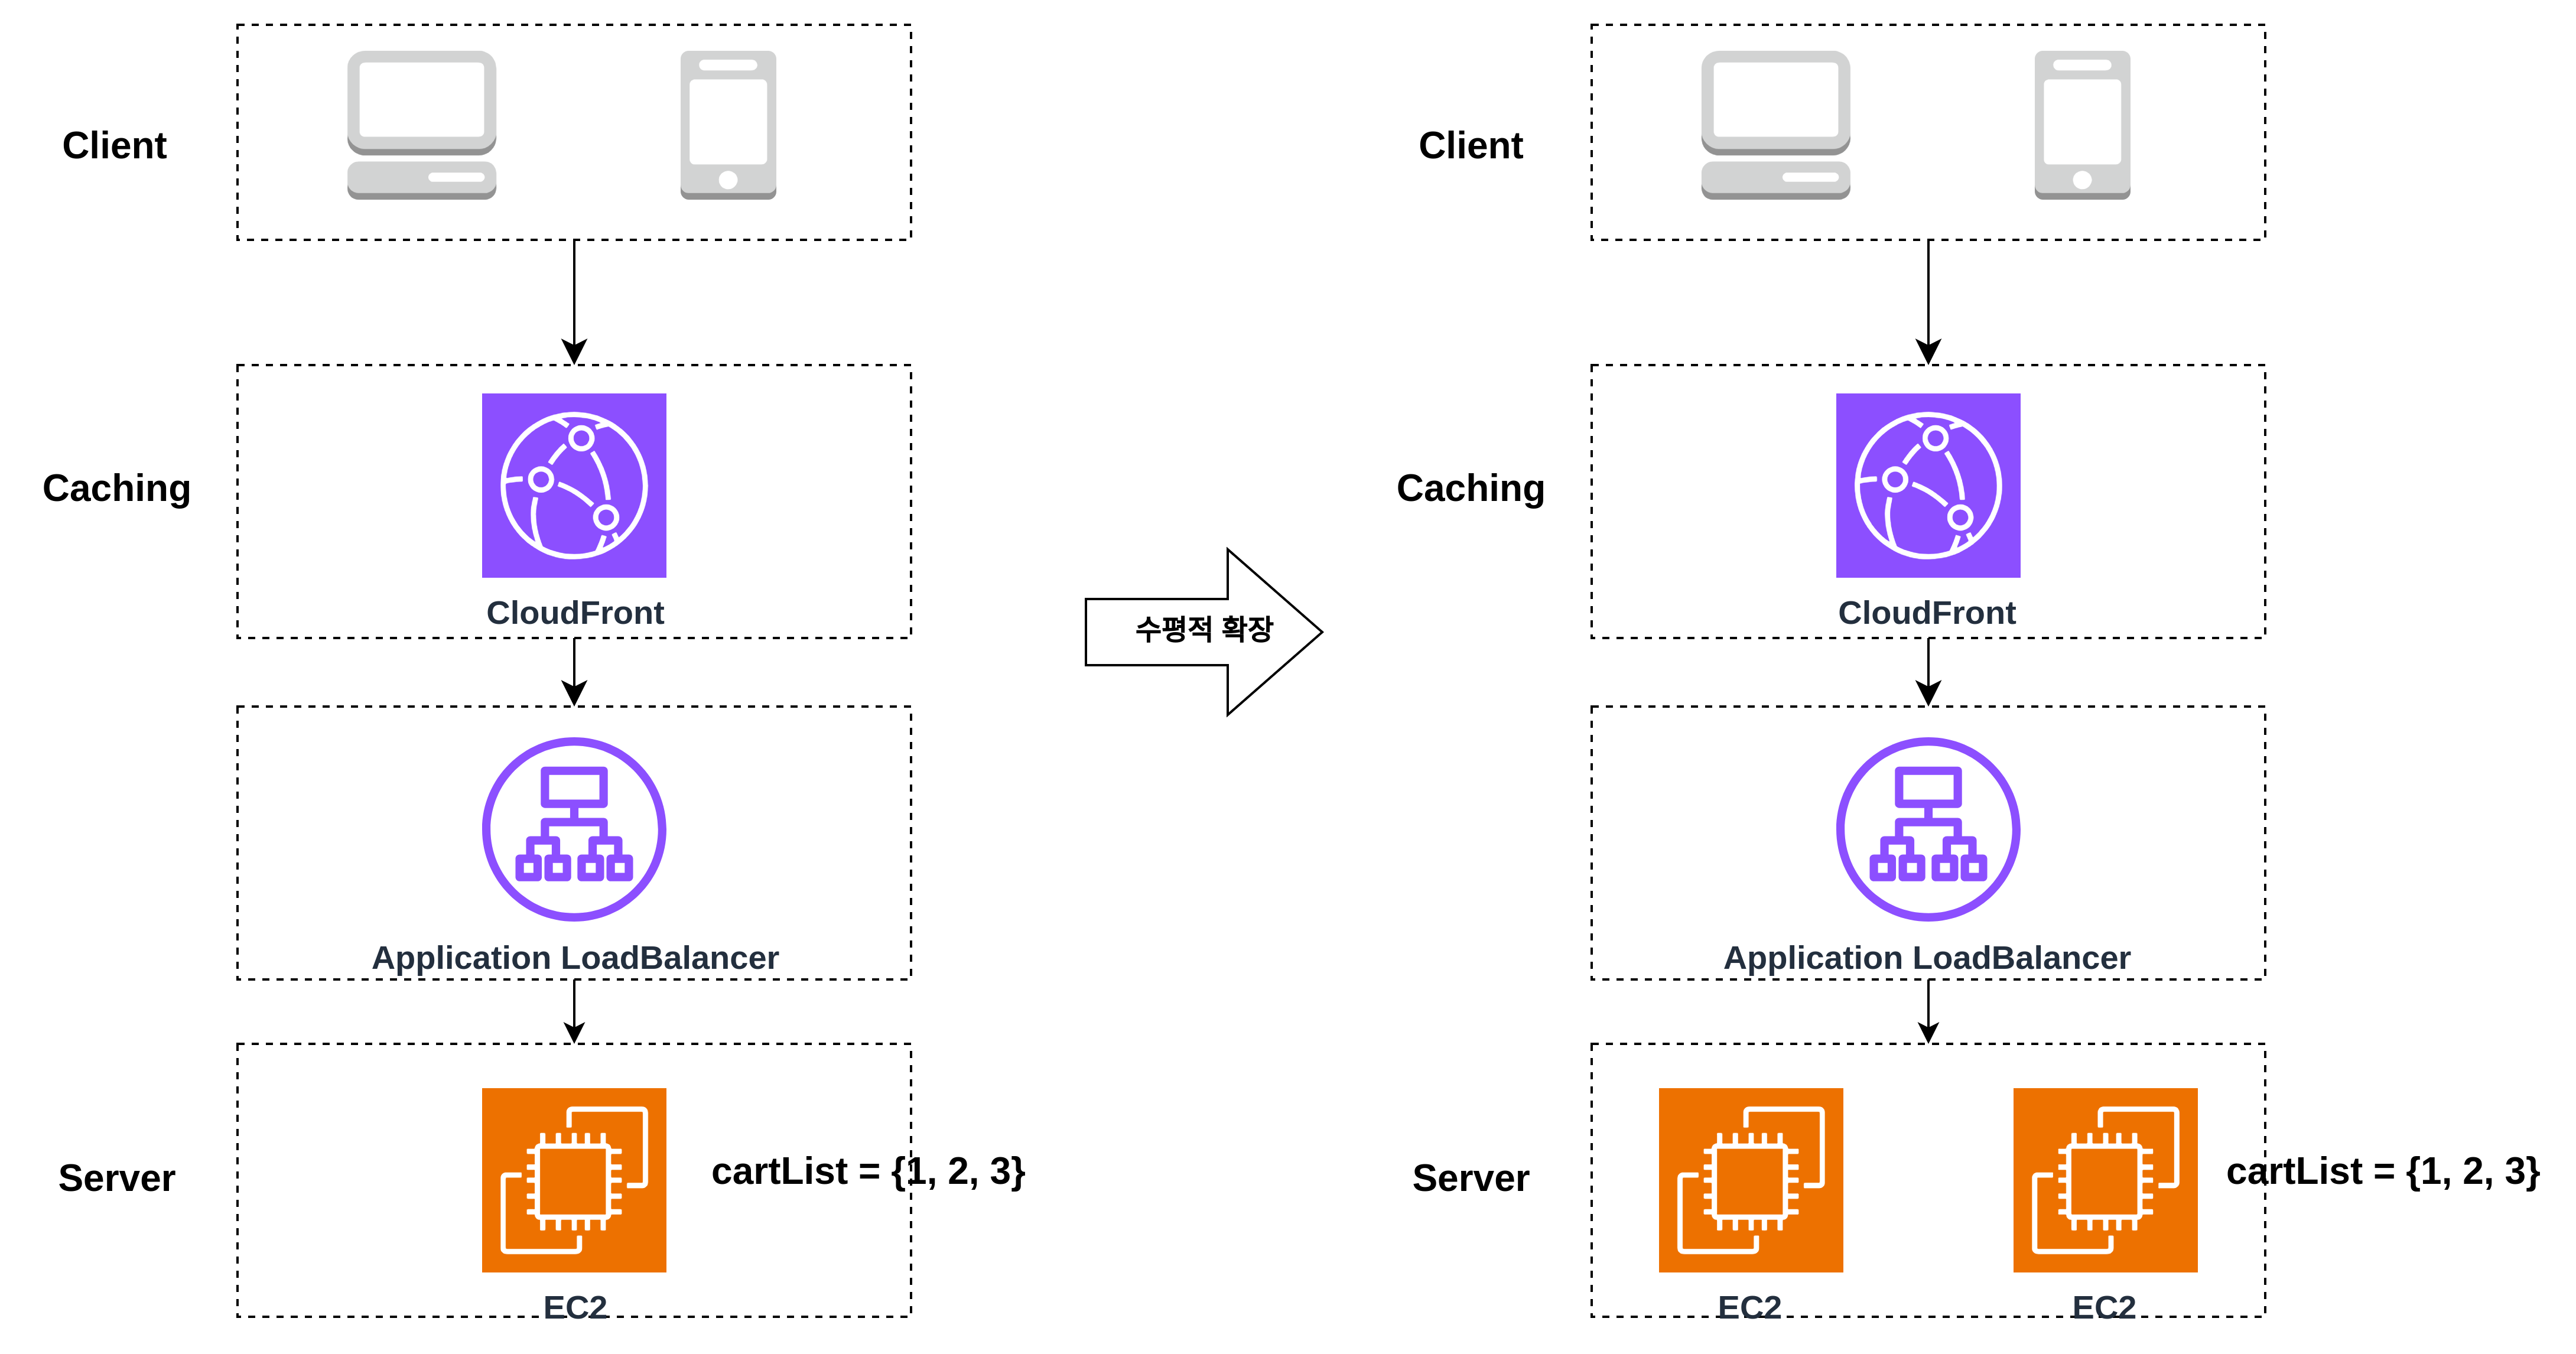 Client
Caching
CloudFront
Application LoadBalancer
Server
cartList = {1, 2, 3}
EC2
수평적 확장
Client
Caching
CloudFront
Application LoadBalancer
Server
cartList = {1, 2, 3}
EC2
EC2